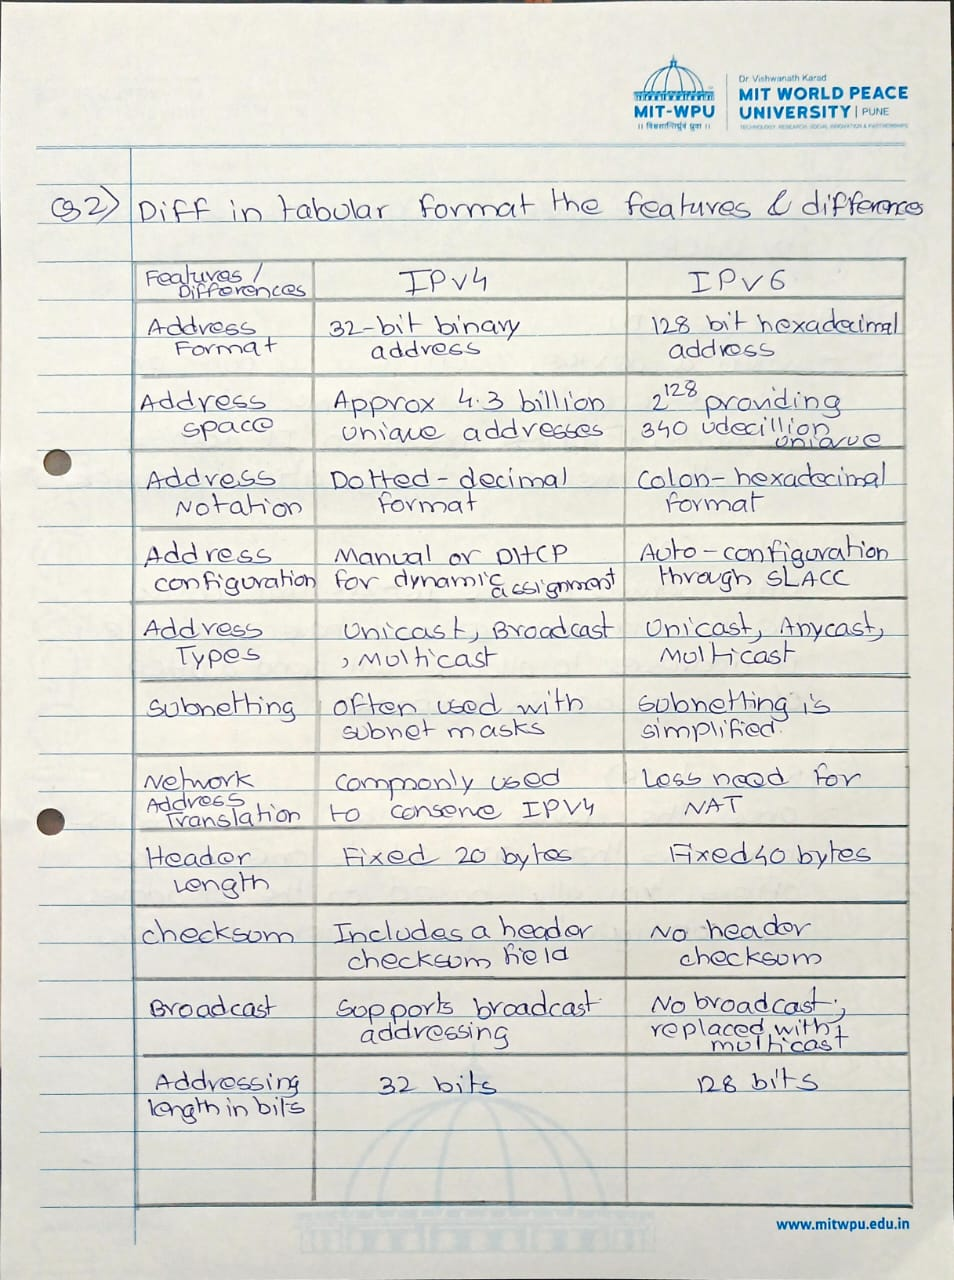 Dr. Vishwanath Karad
MIT WORLD PEACE
UNIVERSITY | PUNE
TECHNOLOGY, RESEARCH, SOCIAL INNOVATION & PARTNERSHIPS
MIT-WPU
॥ विश्वशान्तिर्ध्रुवं ध्रुवा ॥
Q2) Diff in tabular format the features & differences
Features / Differences IPv4 IPv6
Address Format 32-bit binary address 128 bit hexadecimal address
Address space Approx 4.3 billion unique addresses 2^128 providing 340 udecillion unique
Address Notation Dotted-decimal format Colon-hexadecimal format
Address configuration Manual or DHCP for dynamic assignment Auto-configuration through SLACC
Address Types Unicast, Broadcast, Multicast Unicast, Anycast, Multicast
Subnetting often used with subnet masks Subnetting is simplified.
Network Address Translation Commonly used to conserve IPV4 Less need for NAT
Header Length Fixed 20 bytes Fixed 40 bytes
checksum Includes a header checksum field No header checksum
Broadcast Supports broadcast addressing No broadcast; replaced with multicast
Addressing length in bits 32 bits 128 bits
www.mitwpu.edu.in